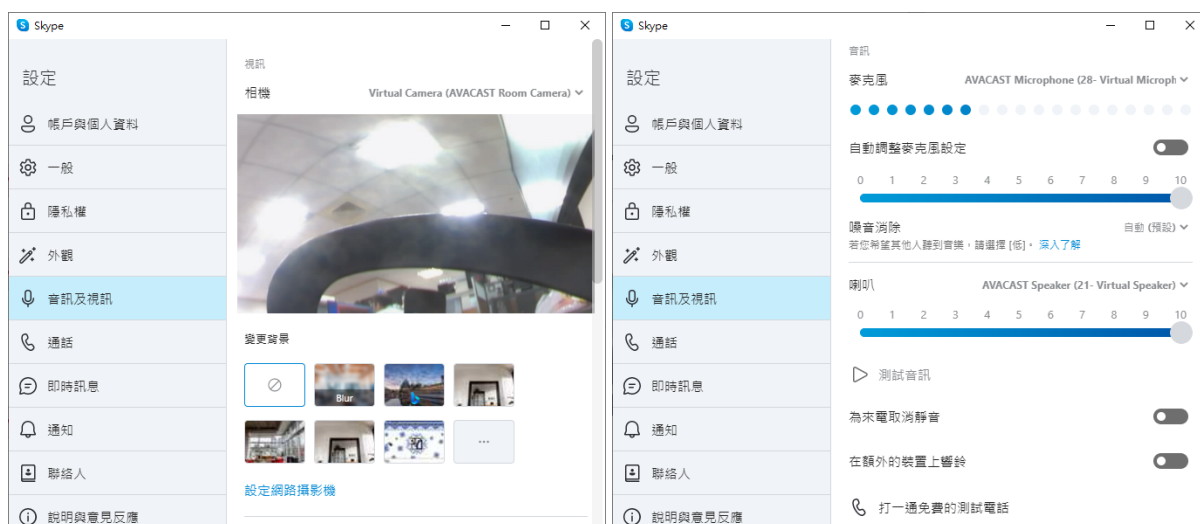 Skype
設定
帳戶與個人資料
一般
隱私權
外觀
音訊及視訊
通話
即時訊息
通知
聯絡人
說明與意見反應
視訊
相機
Virtual Camera (AVACAST Room Camera)
變更背景
Blur
...
設定網路攝影機
Skype
設定
帳戶與個人資料
一般
隱私權
外觀
音訊及視訊
通話
即時訊息
通知
聯絡人
說明與意見反應
音訊
麥克風 AVACAST Microphone (28- Virtual Microph
自動調整麥克風設定
0 1 2 3 4 5 6 7 8 9 10
噪音消除 自動 (預設)
若您希望其他人聽到音樂，請選擇 [低]。 深入了解
喇叭 AVACAST Speaker (21- Virtual Speaker)
0 1 2 3 4 5 6 7 8 9 10
測試音訊
為來電取消靜音
在額外的裝置上響鈴
打一通免費的測試電話